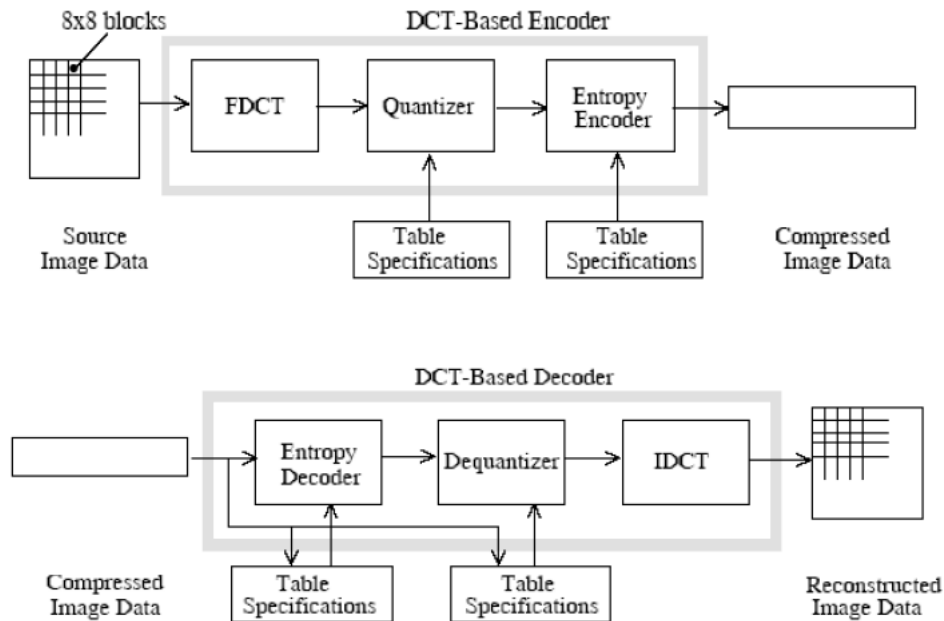 8x8 blocks
DCT-Based Encoder
FDCT
Quantizer
Entropy
Encoder
Source
Image Data
Table
Specifications
Table
Specifications
Compressed
Image Data
DCT-Based Decoder
Entropy
Decoder
Dequantizer
IDCT
Compressed
Image Data
Table
Specifications
Table
Specifications
Reconstructed
Image Data